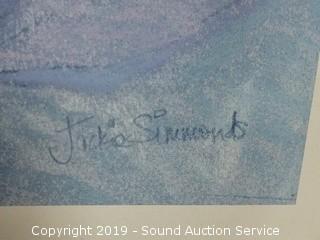 Jackie Simmonds
Copyright 2019 - Sound Auction Service